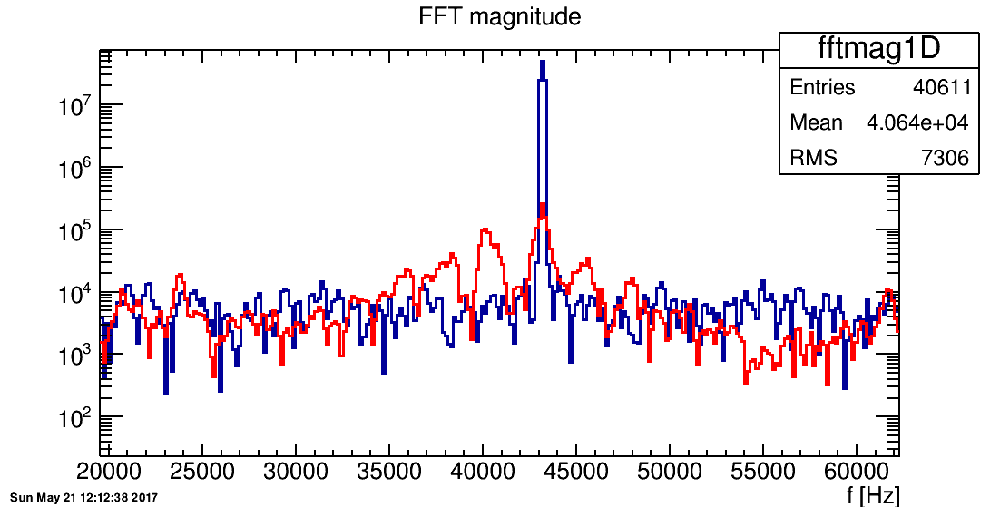 FFT magnitude
fftmag1D
Entries 40611
Mean 4.064e+04
RMS 7306
10^7
10^6
10^5
10^4
10^3
10^2
20000 25000 30000 35000 40000 45000 50000 55000 60000
f [Hz]
Sun May 21 12:12:38 2017